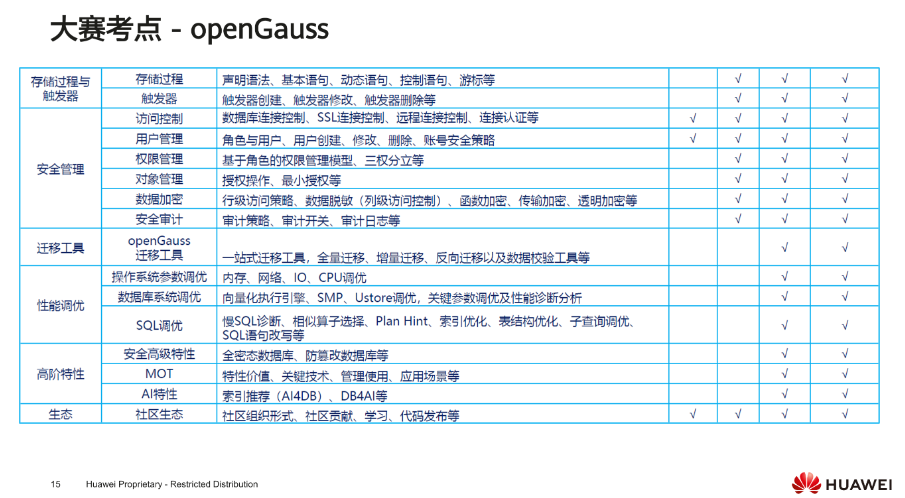 大赛考点 - openGauss
存储过程与
触发器
存储过程 声明语法、基本语句、动态语句、控制语句、游标等 √ √ √
触发器 触发器创建、触发器修改、触发器删除等 √ √ √
安全管理
访问控制 数据库连接控制、SSL连接控制、远程连接控制、连接认证等 √ √ √ √
用户管理 角色与用户、用户创建、修改、删除、账号安全策略 √ √ √ √
权限管理 基于角色的权限管理模型、三权分立等 √ √ √
对象管理 授权操作、最小授权等 √ √ √
数据加密 行级访问策略、数据脱敏（列级访问控制）、函数加密、传输加密、透明加密等 √ √ √
安全审计 审计策略、审计开关、审计日志等 √ √ √
迁移工具
openGauss
迁移工具
一站式迁移工具，全量迁移、增量迁移、反向迁移以及数据校验工具等 √ √
性能调优
操作系统参数调优 内存、网络、IO、CPU调优 √ √
数据库系统调优 向量化执行引擎、SMP、Ustore调优，关键参数调优及性能诊断分析 √ √
SQL调优
慢SQL诊断、相似算子选择、Plan Hint、索引优化、表结构优化、子查询调优、
SQL语句改写等 √ √
高阶特性
安全高级特性 全密态数据库、防篡改数据库等 √ √
MOT 特性价值、关键技术、管理使用、应用场景等 √ √
AI特性 索引推荐（AI4DB）、DB4AI等 √ √
生态 社区生态 社区组织形式、社区贡献、学习、代码发布等 √ √ √ √
15 Huawei Proprietary - Restricted Distribution
HUAWEI